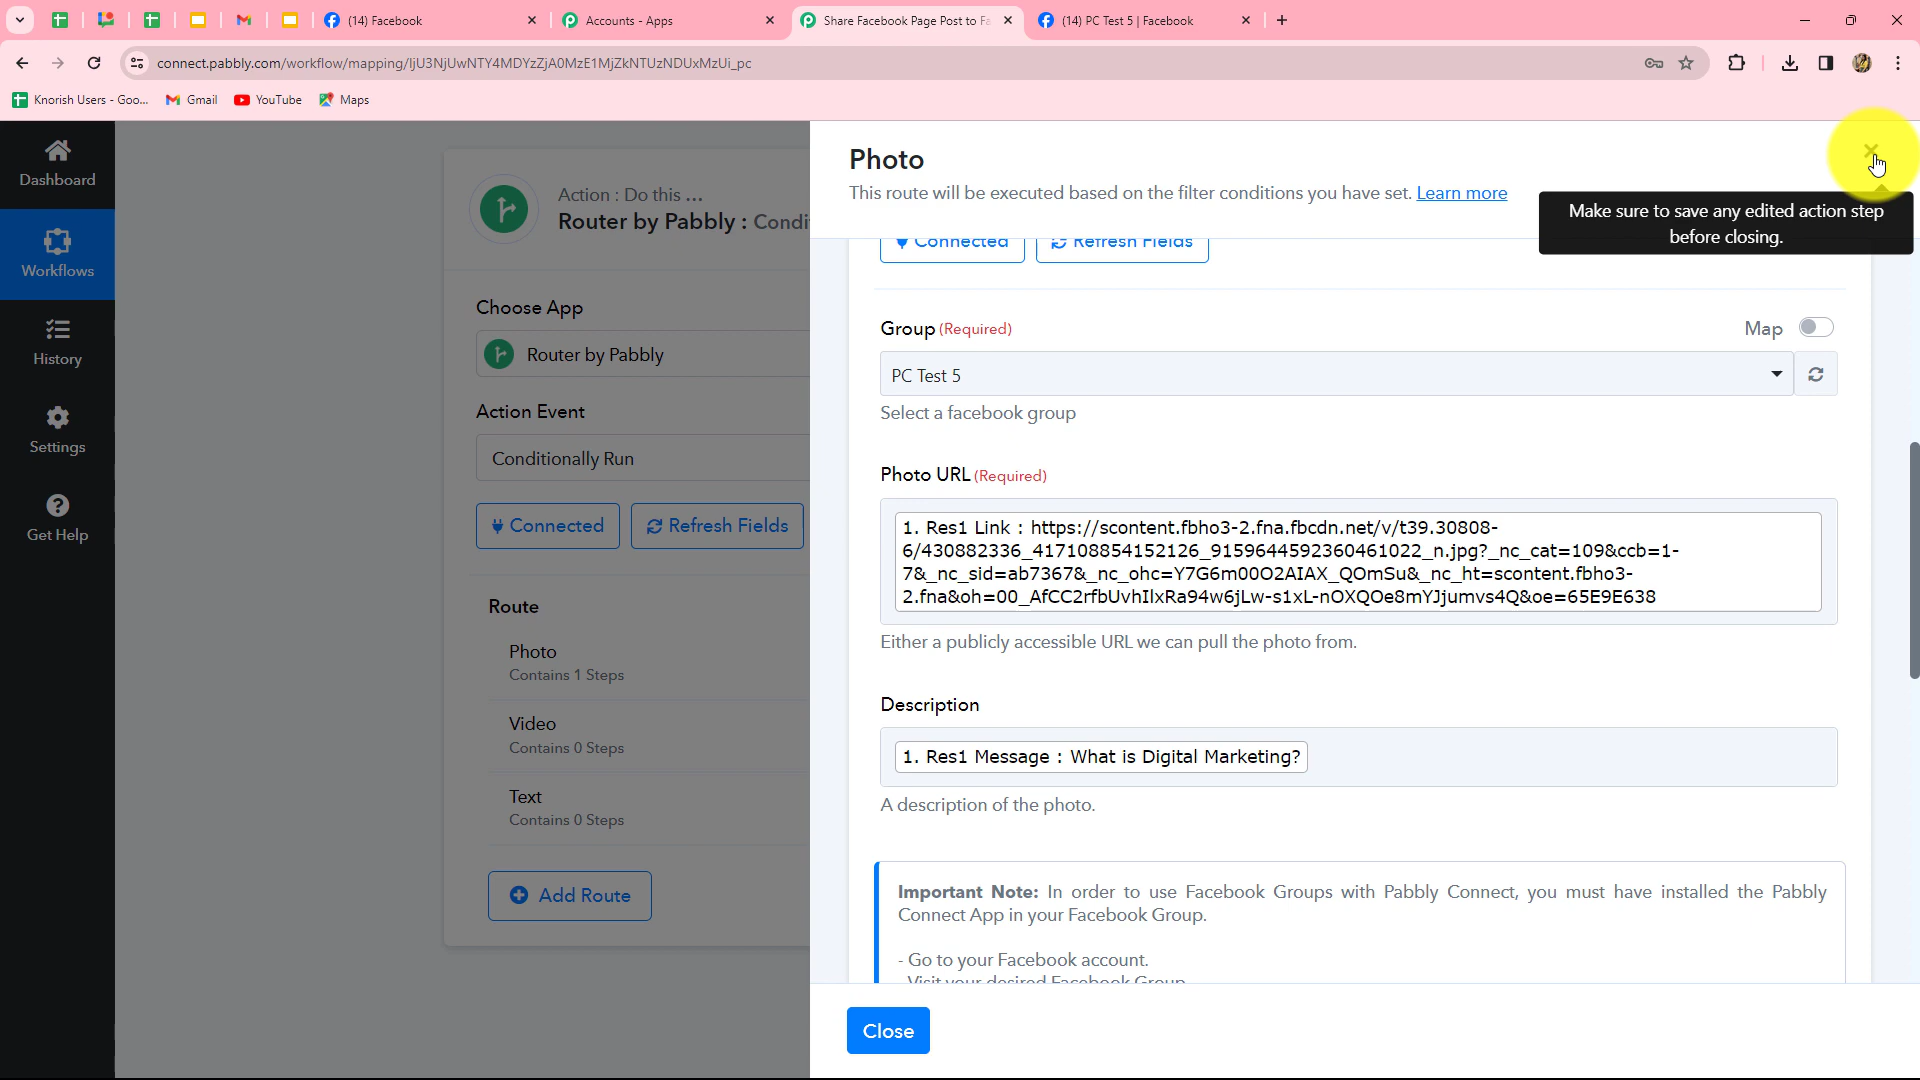 (14) Facebook
Accounts - Apps
Share Facebook Page Post to Fa
(14) PC Test 5 | Facebook
connect.pabbly.com/workflow/mapping/IjU3NjUwNTY4MDYzZjA0MzE1MjZkNTUzNDUxMzUi_pc
Knorish Users - Goo...
Gmail
YouTube
Maps
Dashboard
Workflows
History
Settings
Get Help
Action : Do this ...
Router by Pabbly : Condi
Choose App
Router by Pabbly
Action Event
Conditionally Run
Connected
Refresh Fields
Route
Photo
Contains 1 Steps
Video
Contains 0 Steps
Text
Contains 0 Steps
Add Route
Photo
This route will be executed based on the filter conditions you have set. Learn more
Make sure to save any edited action step
before closing.
Connected
Refresh Fields
Group (Required)
Map
PC Test 5
Select a facebook group
Photo URL (Required)
1. Res1 Link : https://scontent.fbho3-2.fna.fbcdn.net/v/t39.30808-
6/430882336_417108854152126_9159644592360461022_n.jpg?_nc_cat=109&ccb=1-
7&_nc_sid=ab7367&_nc_ohc=Y7G6m00O2AIAX_QOmSu&_nc_ht=scontent.fbho3-
2.fna&oh=00_AfCC2rfbUvhIlxRa94w6jLw-s1xL-nOXQOe8mYJjumvs4Q&oe=65E9E638
Either a publicly accessible URL we can pull the photo from.
Description
1. Res1 Message : What is Digital Marketing?
A description of the photo.
Important Note: In order to use Facebook Groups with Pabbly Connect, you must have installed the Pabbly
Connect App in your Facebook Group.
- Go to your Facebook account.
- Visit your desired Facebook Group
Close